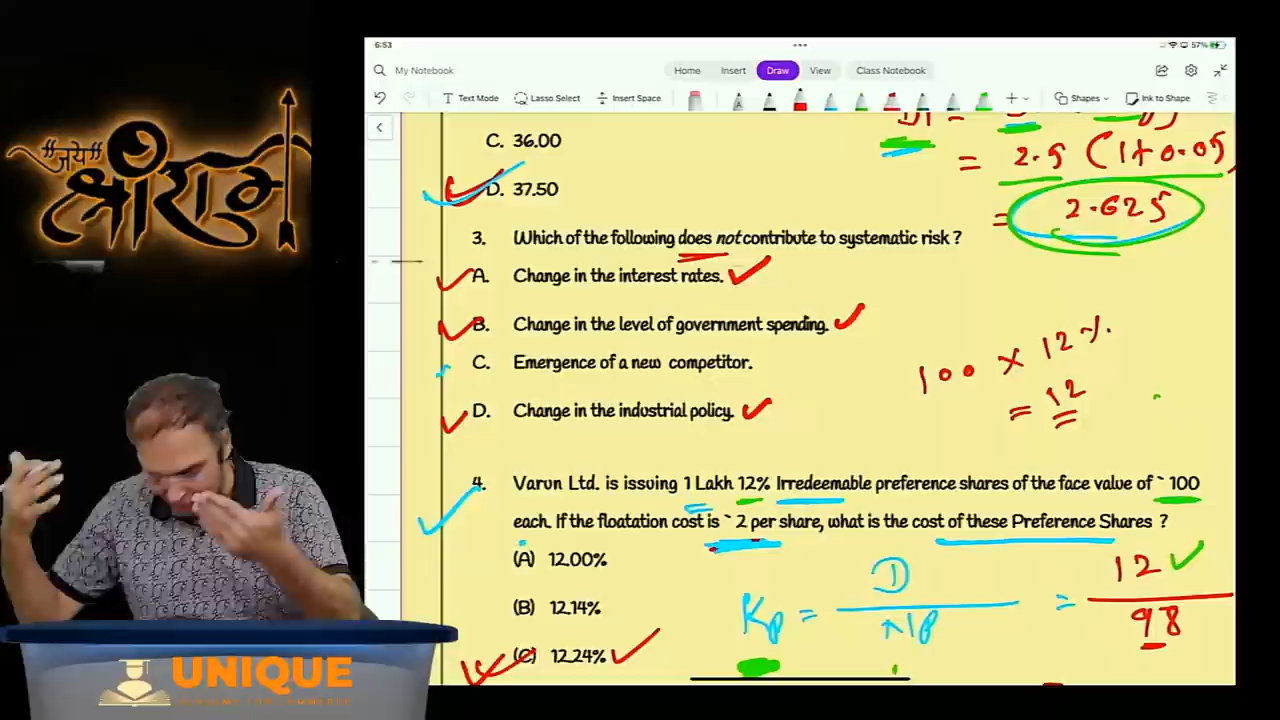 6:53
57%
My Notebook
Home Insert Draw View Class Notebook
Text Mode Lasso Select Insert Space Shapes Ink to Shape
॥जय॥
श्रीराम
C. 36.00
= 2.5 (1+0.05
D. 37.50
= 2.625
3. Which of the following does not contribute to systematic risk ?
A. Change in the interest rates.
B. Change in the level of government spending.
C. Emergence of a new competitor.
D. Change in the industrial policy.
100 x 12%
= 12
4. Varun Ltd. is issuing 1 Lakh 12% Irredeemable preference shares of the face value of ` 100
each. If the floatation cost is ` 2 per share, what is the cost of these Preference Shares ?
(A) 12.00%
(B) 12.14%
Kp = D / NP = 12 / 98
(C) 12.24%
UNIQUE